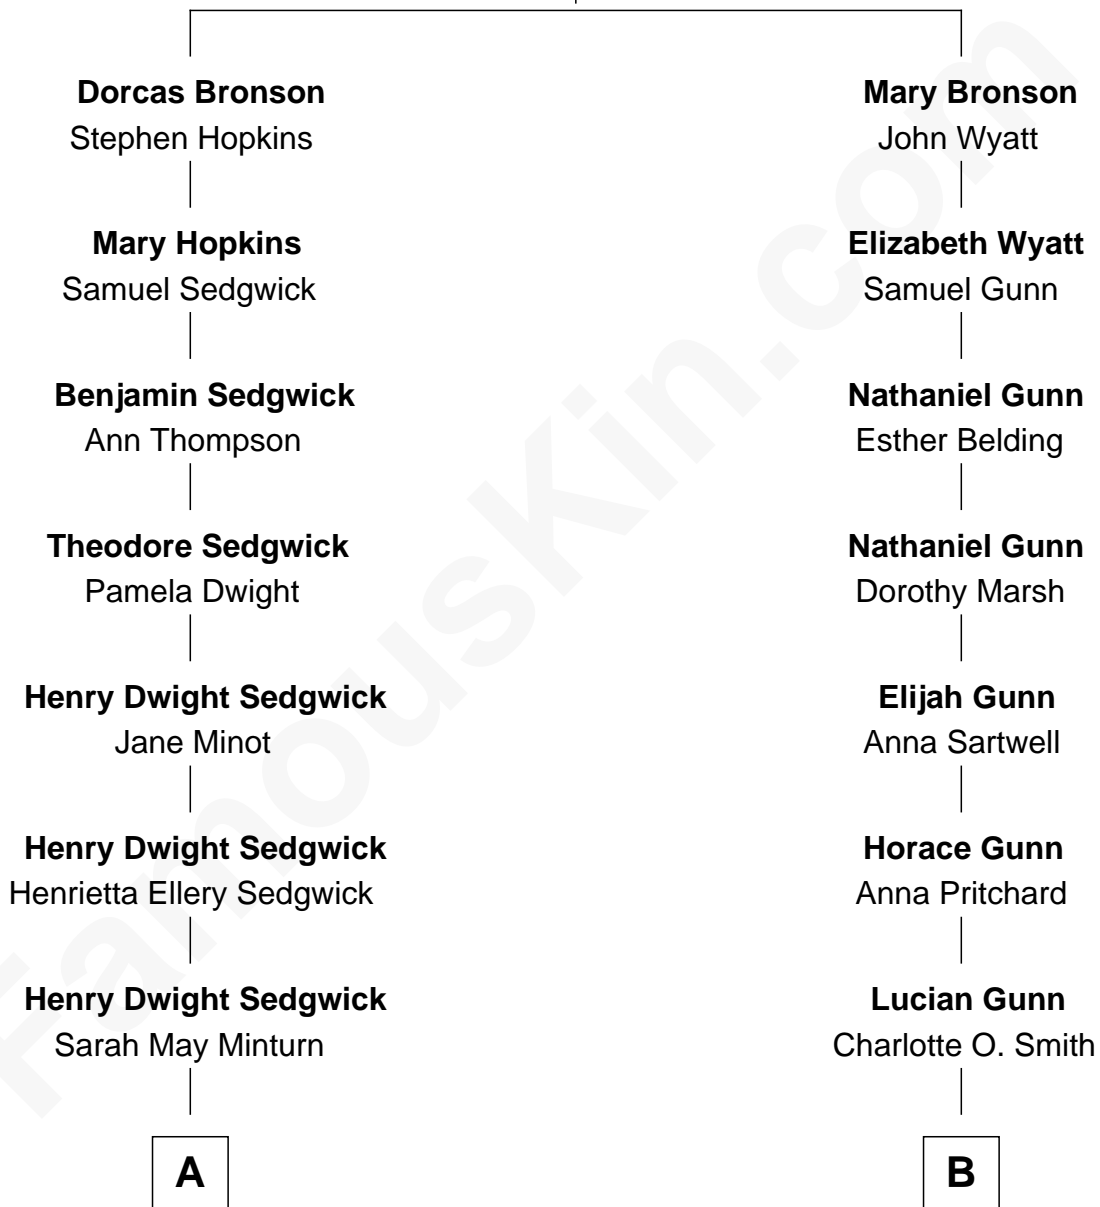 Dorcas Bronson
Stephen Hopkins
Mary Bronson
John Wyatt
Mary Hopkins
Samuel Sedgwick
Elizabeth Wyatt
Samuel Gunn
Benjamin Sedgwick
Ann Thompson
Nathaniel Gunn
Esther Belding
Theodore Sedgwick
Pamela Dwight
Nathaniel Gunn
Dorothy Marsh
Henry Dwight Sedgwick
Jane Minot
Elijah Gunn
Anna Sartwell
Henry Dwight Sedgwick
Henrietta Ellery Sedgwick
Horace Gunn
Anna Pritchard
Henry Dwight Sedgwick
Sarah May Minturn
Lucian Gunn
Charlotte O. Smith
A
B
FamousKin.com